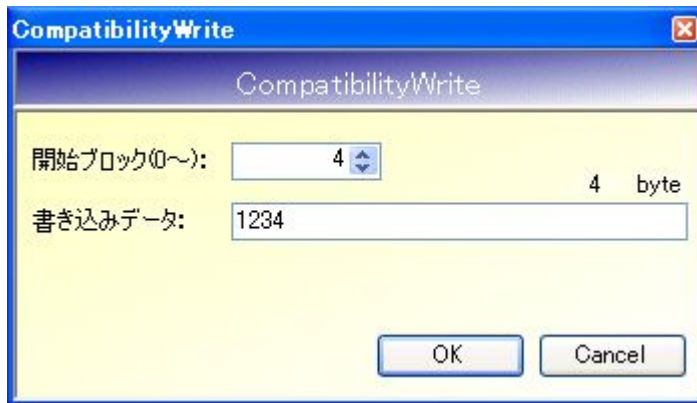 CompatibilityWrite
CompatibilityWrite
開始ブロック(0～): 4
4 byte
書き込みデータ: 1234
OK Cancel